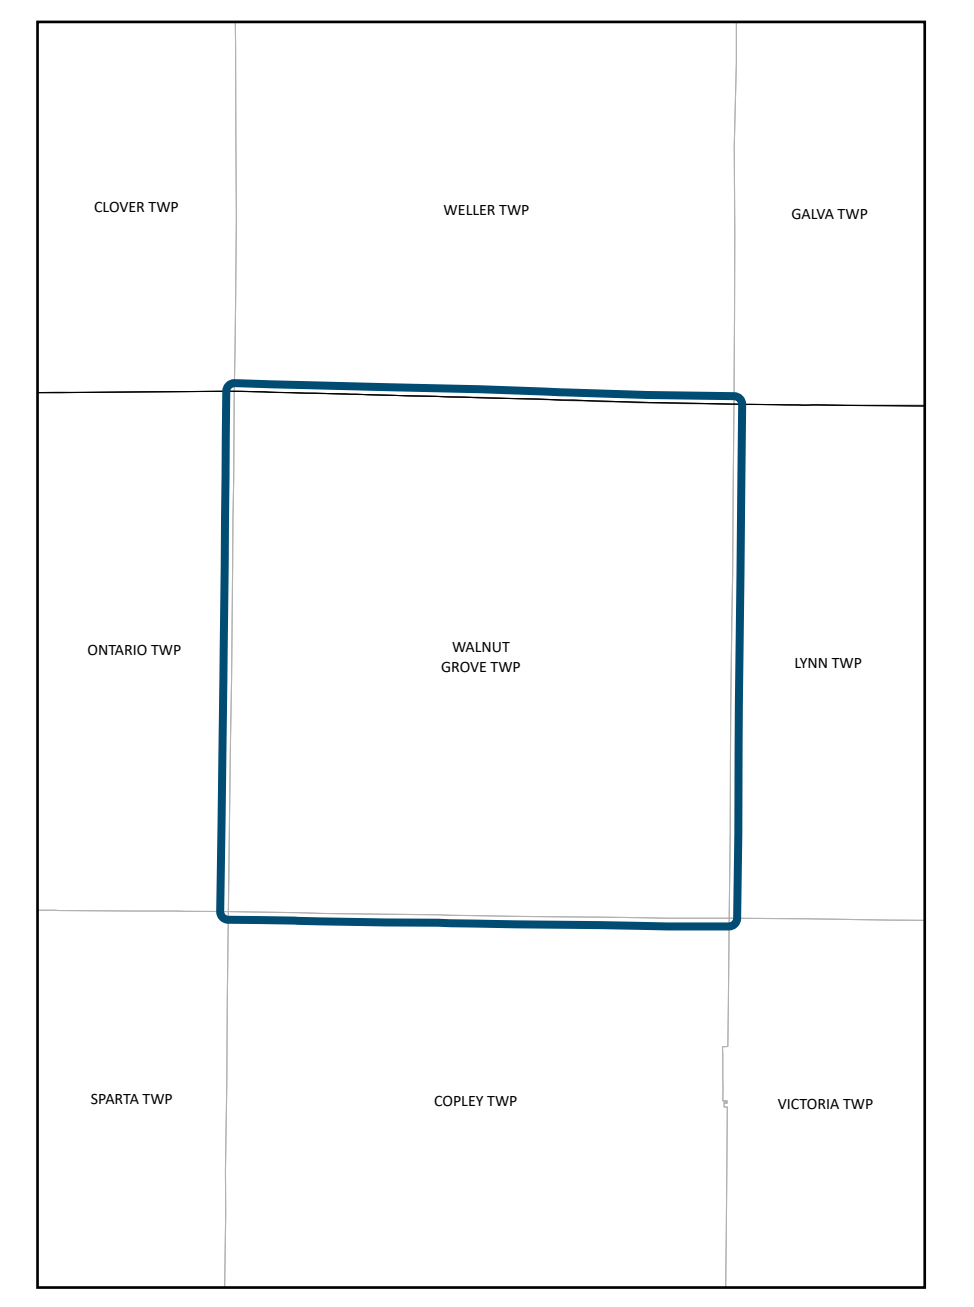 CLOVER TWP
WELLER TWP
GALVA TWP
ONTARIO TWP
WALNUT
GROVE TWP
LYNN TWP
SPARTA TWP
COPLEY TWP
VICTORIA TWP